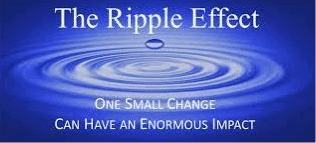 The Ripple Effect
ONE SMALL CHANGE
CAN HAVE AN ENORMOUS IMPACT